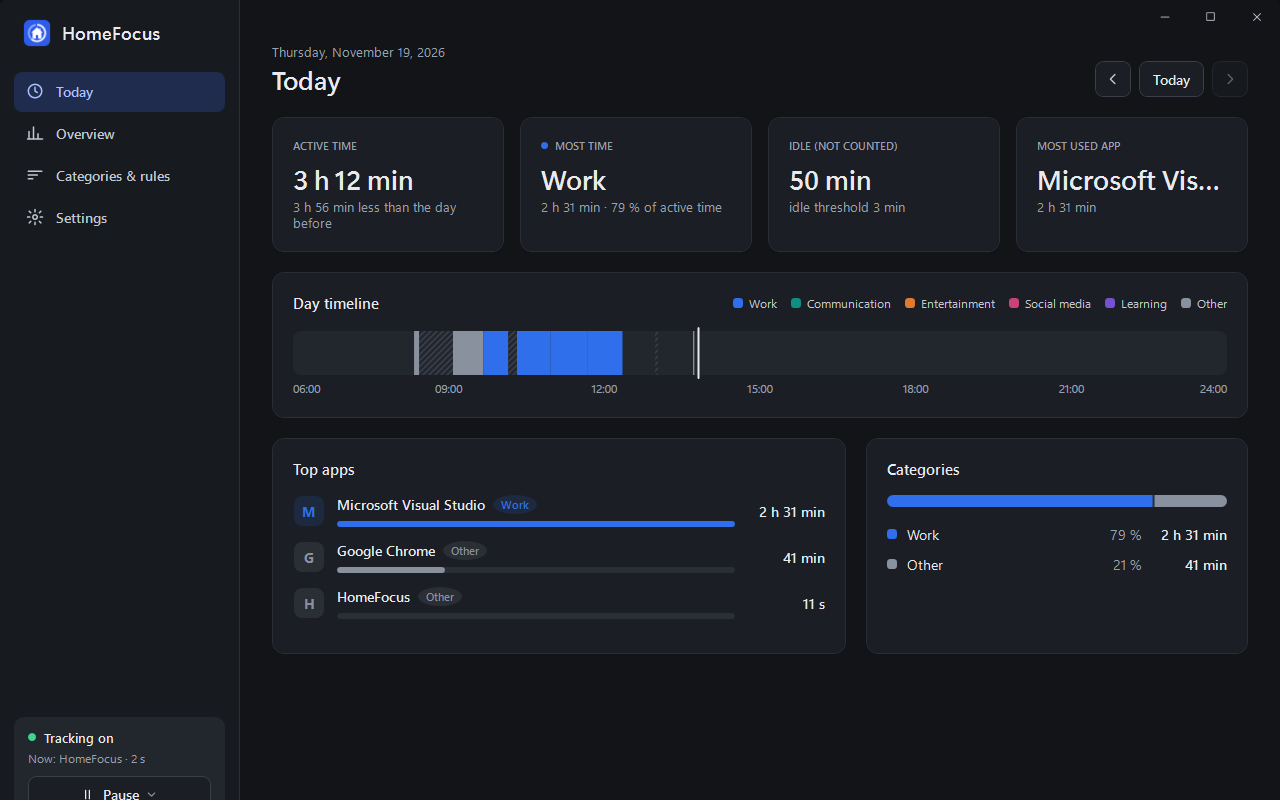 HomeFocus
Today
Overview
Categories & rules
Settings
Tracking on
Now: HomeFocus · 2 s
Pause
Thursday, November 19, 2026
Today
Today
ACTIVE TIME
3 h 12 min
3 h 56 min less than the day
before
MOST TIME
Work
2 h 31 min · 79 % of active time
IDLE (NOT COUNTED)
50 min
idle threshold 3 min
MOST USED APP
Microsoft Vis...
2 h 31 min
Day timeline
Work Communication Entertainment Social media Learning Other
06:00 09:00 12:00 15:00 18:00 21:00 24:00
Top apps
M Microsoft Visual Studio Work 2 h 31 min
G Google Chrome Other 41 min
H HomeFocus Other 11 s
Categories
Work 79 % 2 h 31 min
Other 21 % 41 min